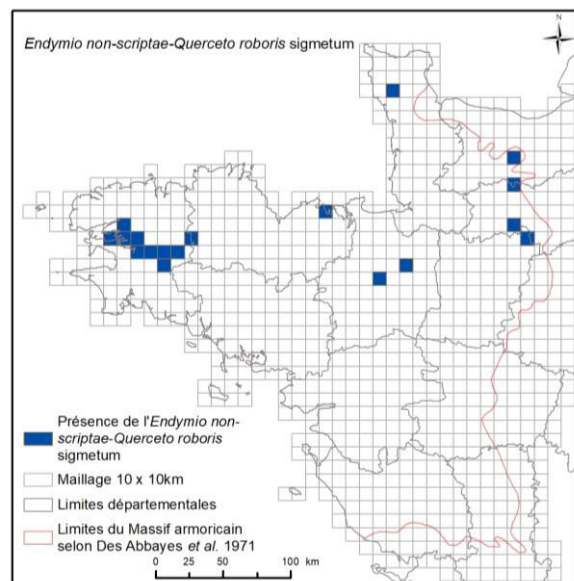 Endymio non-scriptae-Querceto roboris sigmetum
N
Présence de l'Endymio non-
scriptae-Querceto roboris
sigmetum
Maillage 10 x 10km
Limites départementales
Limites du Massif armoricain
selon Des Abbayes et al. 1971
0 25 50 100 km